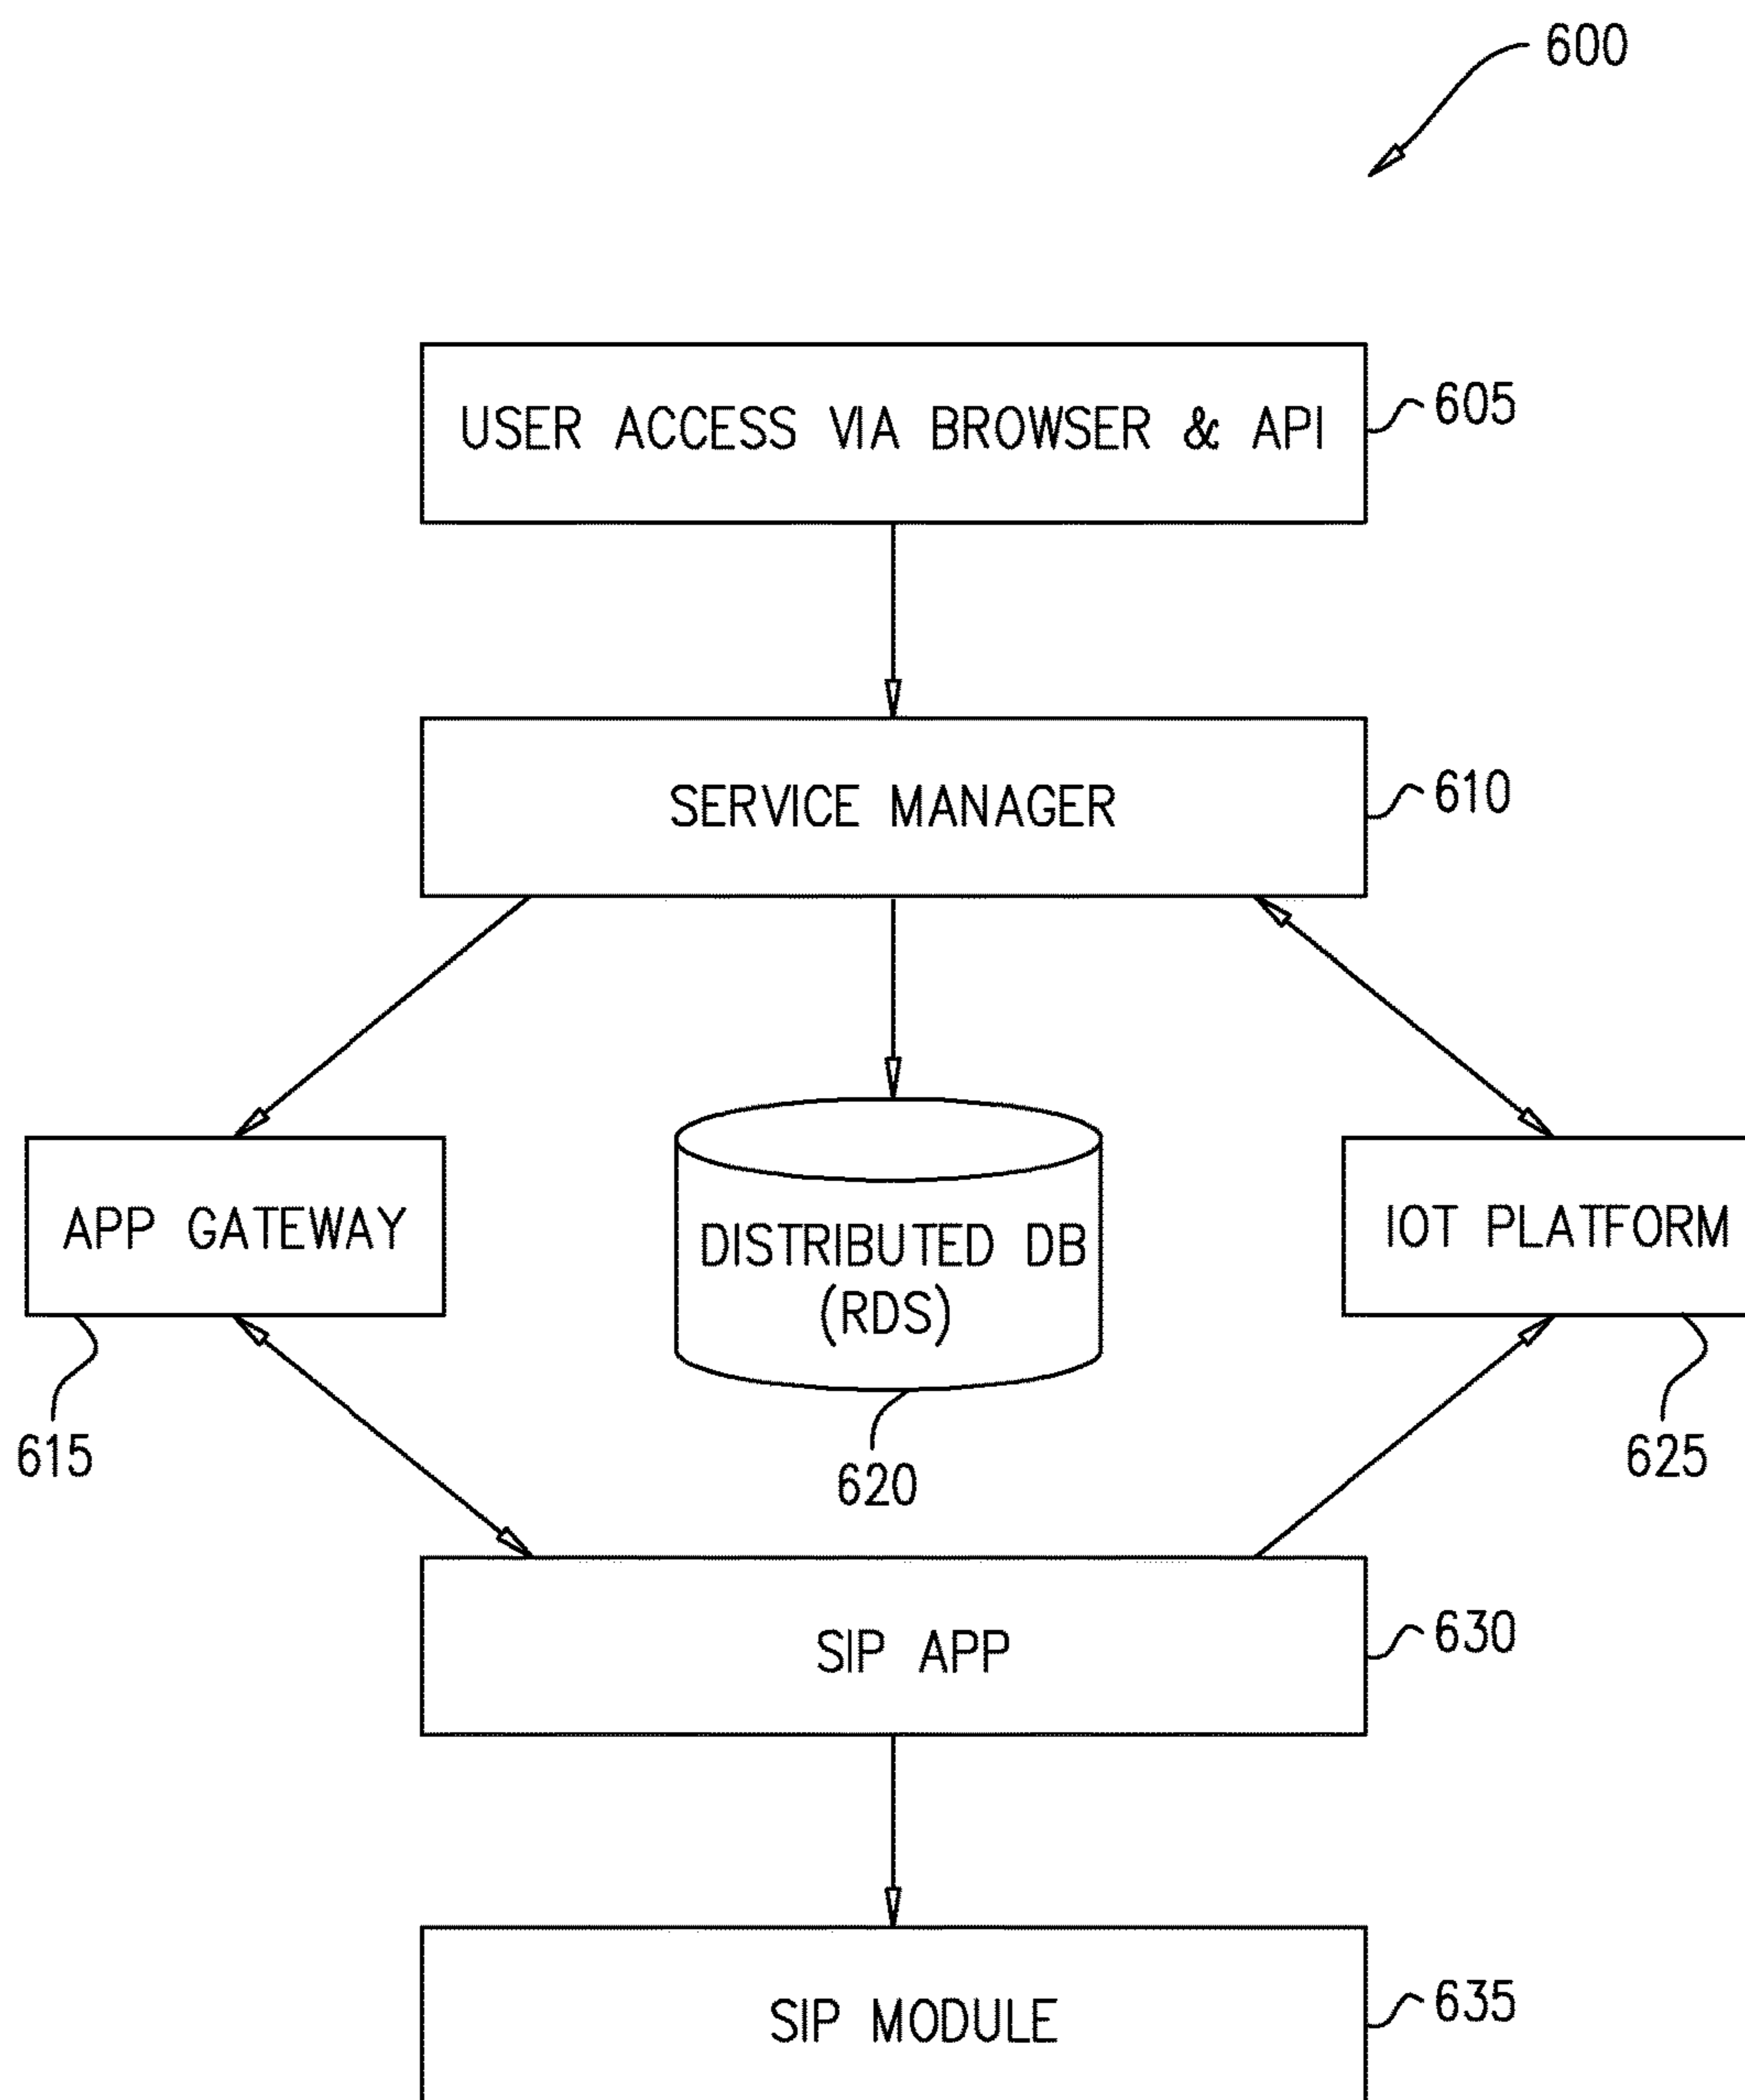 600
USER ACCESS VIA BROWSER & API
605
SERVICE MANAGER
610
APP GATEWAY
DISTRIBUTED DB
(RDS)
IOT PLATFORM
615
620
625
SIP APP
630
SIP MODULE
635